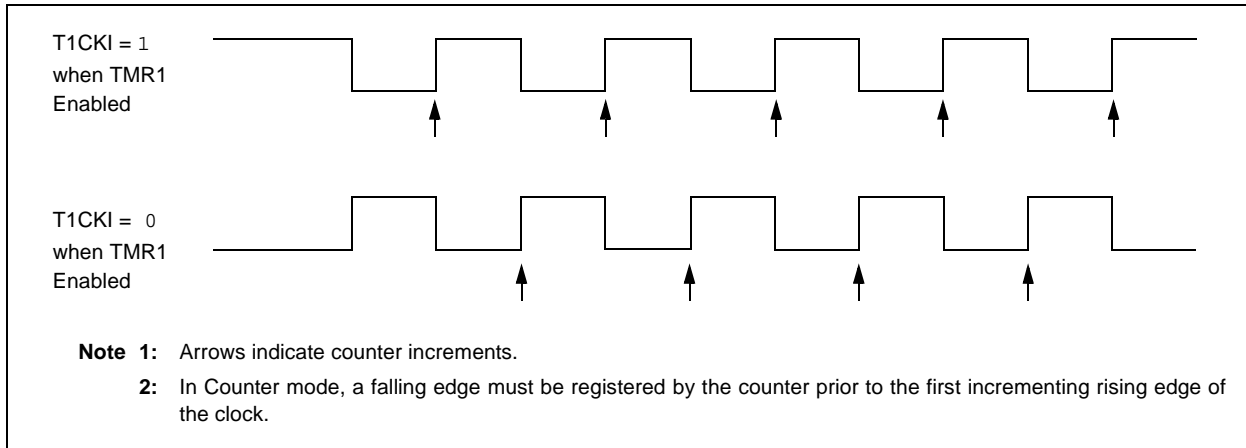 T1CKI = 1
when TMR1
Enabled
T1CKI = 0
when TMR1
Enabled
Note 1: Arrows indicate counter increments.
2: In Counter mode, a falling edge must be registered by the counter prior to the first incrementing rising edge of
the clock.